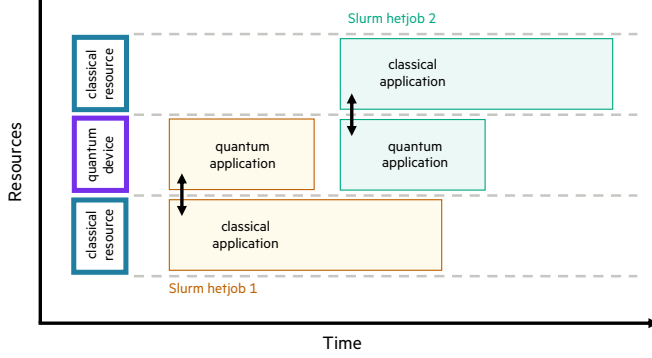 Slurm hetjob 2
Resources
classical
resource
classical
application
quantum
device
quantum
application
quantum
application
classical
resource
classical
application
Slurm hetjob 1
Time